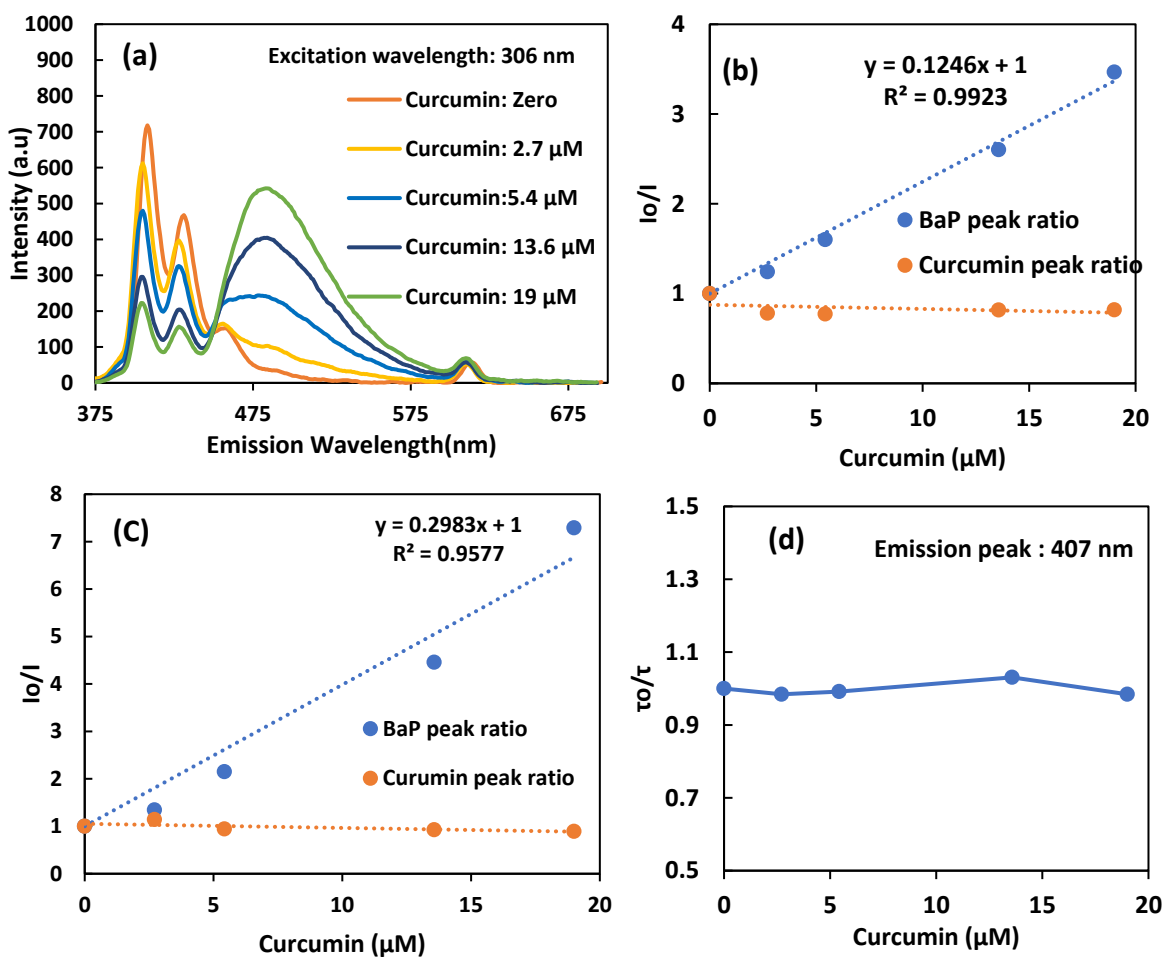 (a)
Excitation wavelength: 306 nm
Curcumin: Zero
Curcumin: 2.7 μM
Curcumin:5.4 μM
Curcumin: 13.6 μM
Curcumin: 19 μM
1000
900
800
700
600
500
400
300
200
100
0
375
475
575
675
Intensity (a.u)
Emission Wavelength(nm)
(b)
y = 0.1246x + 1
R² = 0.9923
BaP peak ratio
Curcumin peak ratio
4
3
2
1
0
0
5
10
15
20
Io/I
Curcumin (μM)
(C)
y = 0.2983x + 1
R² = 0.9577
BaP peak ratio
Curumin peak ratio
8
7
6
5
4
3
2
1
0
0
5
10
15
20
Io/I
Curcumin (μM)
(d)
Emission peak : 407 nm
1.5
1.3
1.1
0.9
0.7
0.5
0
5
10
15
20
τo/τ
Curcumin (μM)